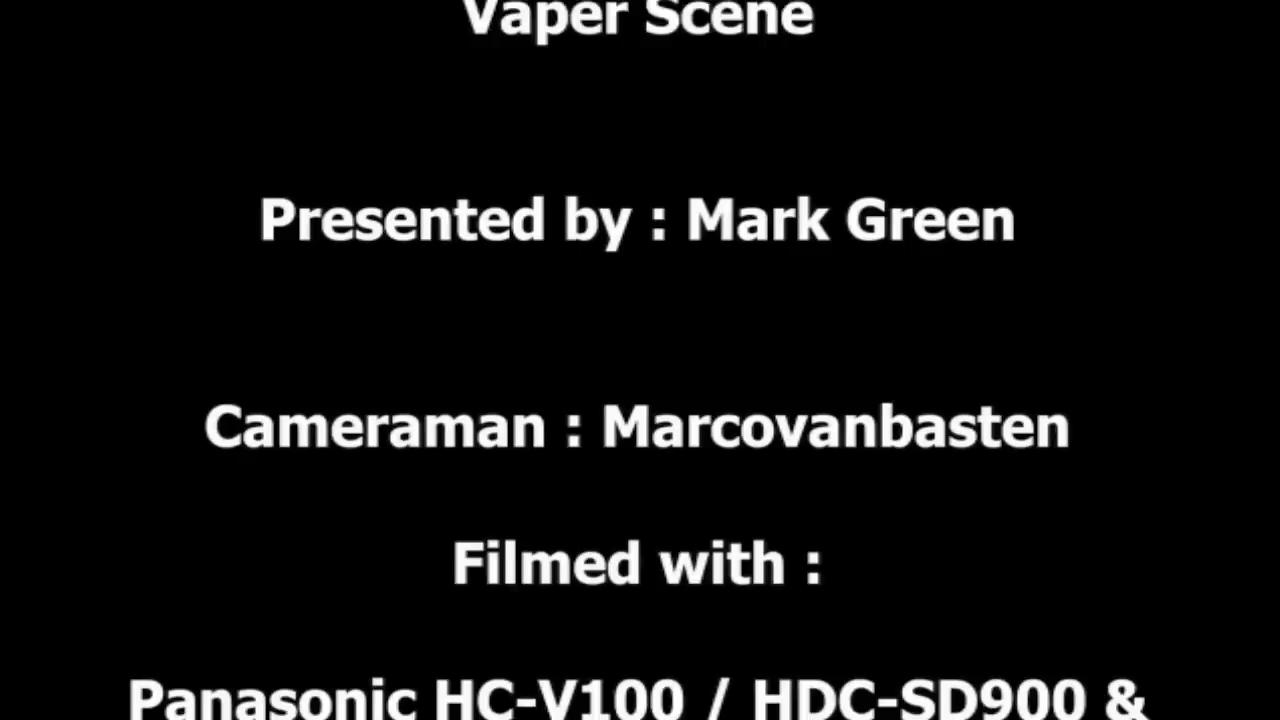 Vaper Scene
Presented by : Mark Green
Cameraman : Marcovanbasten
Filmed with :
Panasonic HC-V100 / HDC-SD900 &